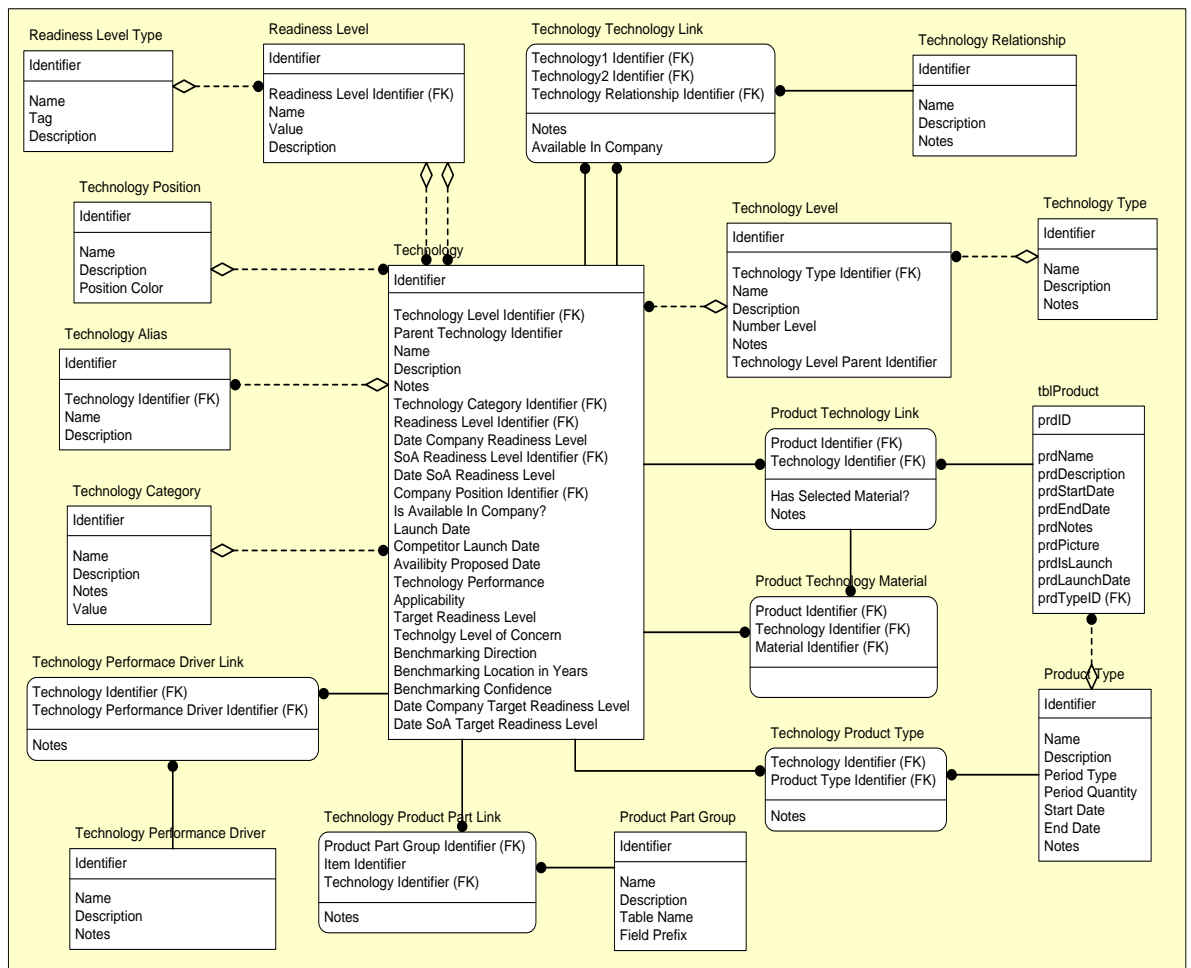 Readiness Level Type
Identifier
Name
Tag
Description
Readiness Level
Identifier
Readiness Level Identifier (FK)
Name
Value
Description
Technology Technology Link
Technology1 Identifier (FK)
Technology2 Identifier (FK)
Technology Relationship Identifier (FK)
Notes
Available In Company
Technology Relationship
Identifier
Name
Description
Notes
Technology Position
Identifier
Name
Description
Position Color
Technology Level
Identifier
Technology Type Identifier (FK)
Name
Description
Number Level
Notes
Technology Level Parent Identifier
Technology Type
Identifier
Name
Description
Notes
Technology
Identifier
Technology Level Identifier (FK)
Parent Technology Identifier
Name
Description
Notes
Technology Category Identifier (FK)
Readiness Level Identifier (FK)
Date Company Readiness Level
SoA Readiness Level Identifier (FK)
Date SoA Readiness Level
Company Position Identifier (FK)
Is Available In Company?
Launch Date
Competitor Launch Date
Availibity Proposed Date
Technology Performance
Applicability
Target Readiness Level
Technolgy Level of Concern
Benchmarking Direction
Benchmarking Location in Years
Benchmarking Confidence
Date Company Target Readiness Level
Date SoA Target Readiness Level
Technology Alias
Identifier
Technology Identifier (FK)
Name
Description
Technology Category
Identifier
Name
Description
Notes
Value
Product Technology Link
Product Identifier (FK)
Technology Identifier (FK)
Has Selected Material?
Notes
tblProduct
prdID
prdName
prdDescription
prdStartDate
prdEndDate
prdNotes
prdPicture
prdIsLaunch
prdLaunchDate
prdTypeID (FK)
Product Technology Material
Product Identifier (FK)
Technology Identifier (FK)
Material Identifier (FK)
Technology Performace Driver Link
Technology Identifier (FK)
Technology Performance Driver Identifier (FK)
Notes
Technology Product Type
Technology Identifier (FK)
Product Type Identifier (FK)
Notes
Product Type
Identifier
Name
Description
Period Type
Period Quantity
Start Date
End Date
Notes
Technology Performance Driver
Identifier
Name
Description
Notes
Technology Product Part Link
Product Part Group Identifier (FK)
Item Identifier
Technology Identifier (FK)
Notes
Product Part Group
Identifier
Name
Description
Table Name
Field Prefix